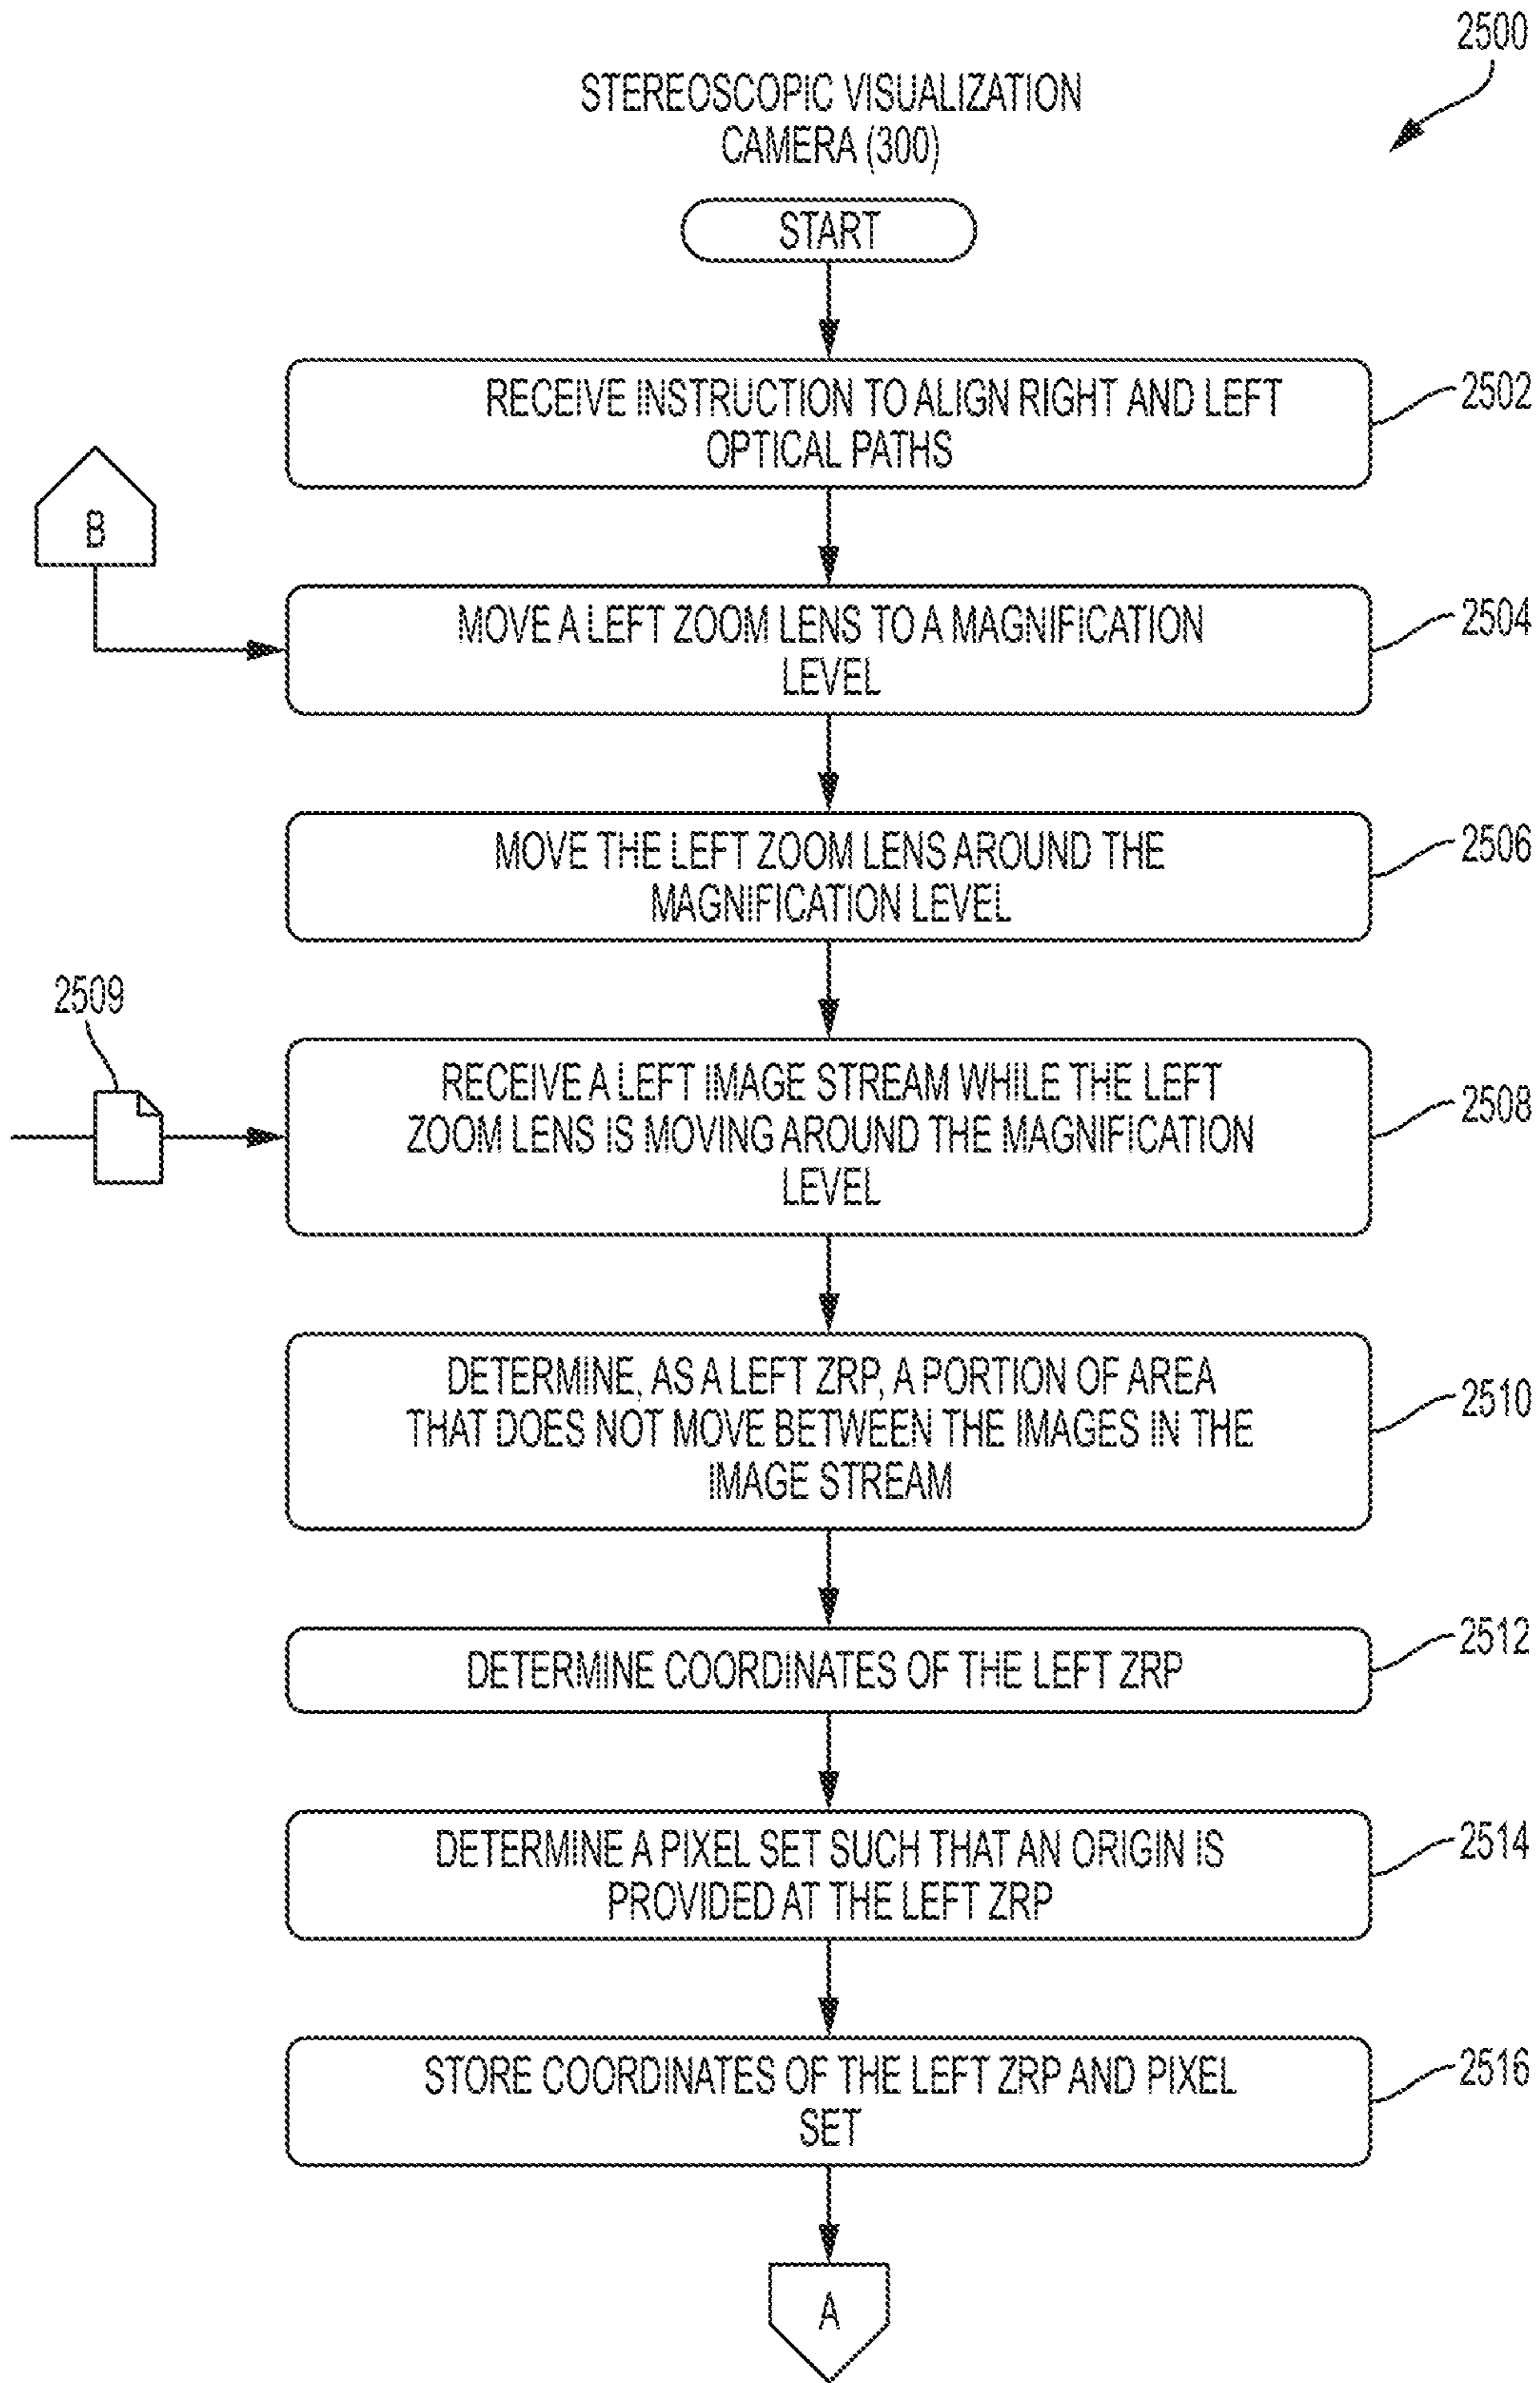 2500
STEREOSCOPIC VISUALIZATION
CAMERA (300)
START
RECEIVE INSTRUCTION TO ALIGN RIGHT AND LEFT
OPTICAL PATHS
2502
B
MOVE A LEFT ZOOM LENS TO A MAGNIFICATION
LEVEL
2504
MOVE THE LEFT ZOOM LENS AROUND THE
MAGNIFICATION LEVEL
2506
2509
RECEIVE A LEFT IMAGE STREAM WHILE THE LEFT
ZOOM LENS IS MOVING AROUND THE MAGNIFICATION
LEVEL
2508
DETERMINE, AS A LEFT ZRP, A PORTION OF AREA
THAT DOES NOT MOVE BETWEEN THE IMAGES IN THE
IMAGE STREAM
2510
DETERMINE COORDINATES OF THE LEFT ZRP
2512
DETERMINE A PIXEL SET SUCH THAT AN ORIGIN IS
PROVIDED AT THE LEFT ZRP
2514
STORE COORDINATES OF THE LEFT ZRP AND PIXEL
SET
2516
A